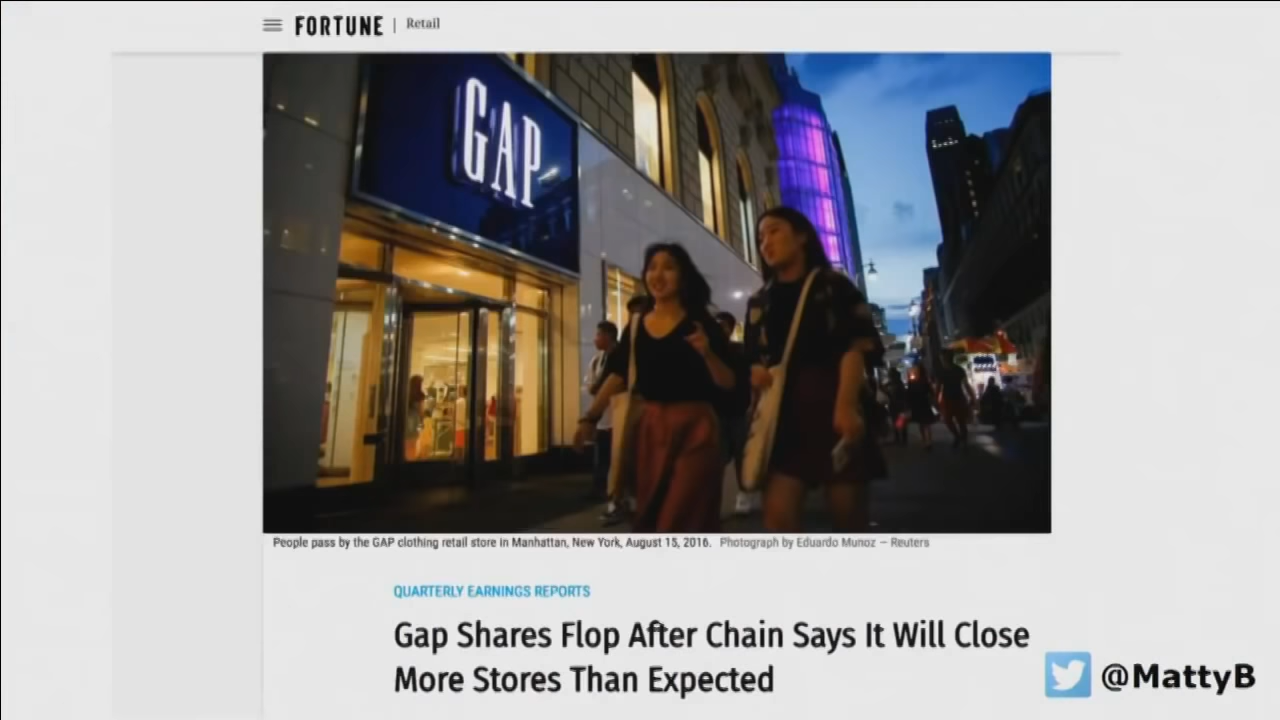 FORTUNE | Retail
GAP
People pass by the GAP clothing retail store in Manhattan, New York, August 15, 2016. Photograph by Eduardo Munoz — Reuters
QUARTERLY EARNINGS REPORTS
Gap Shares Flop After Chain Says It Will Close
More Stores Than Expected
@MattyB